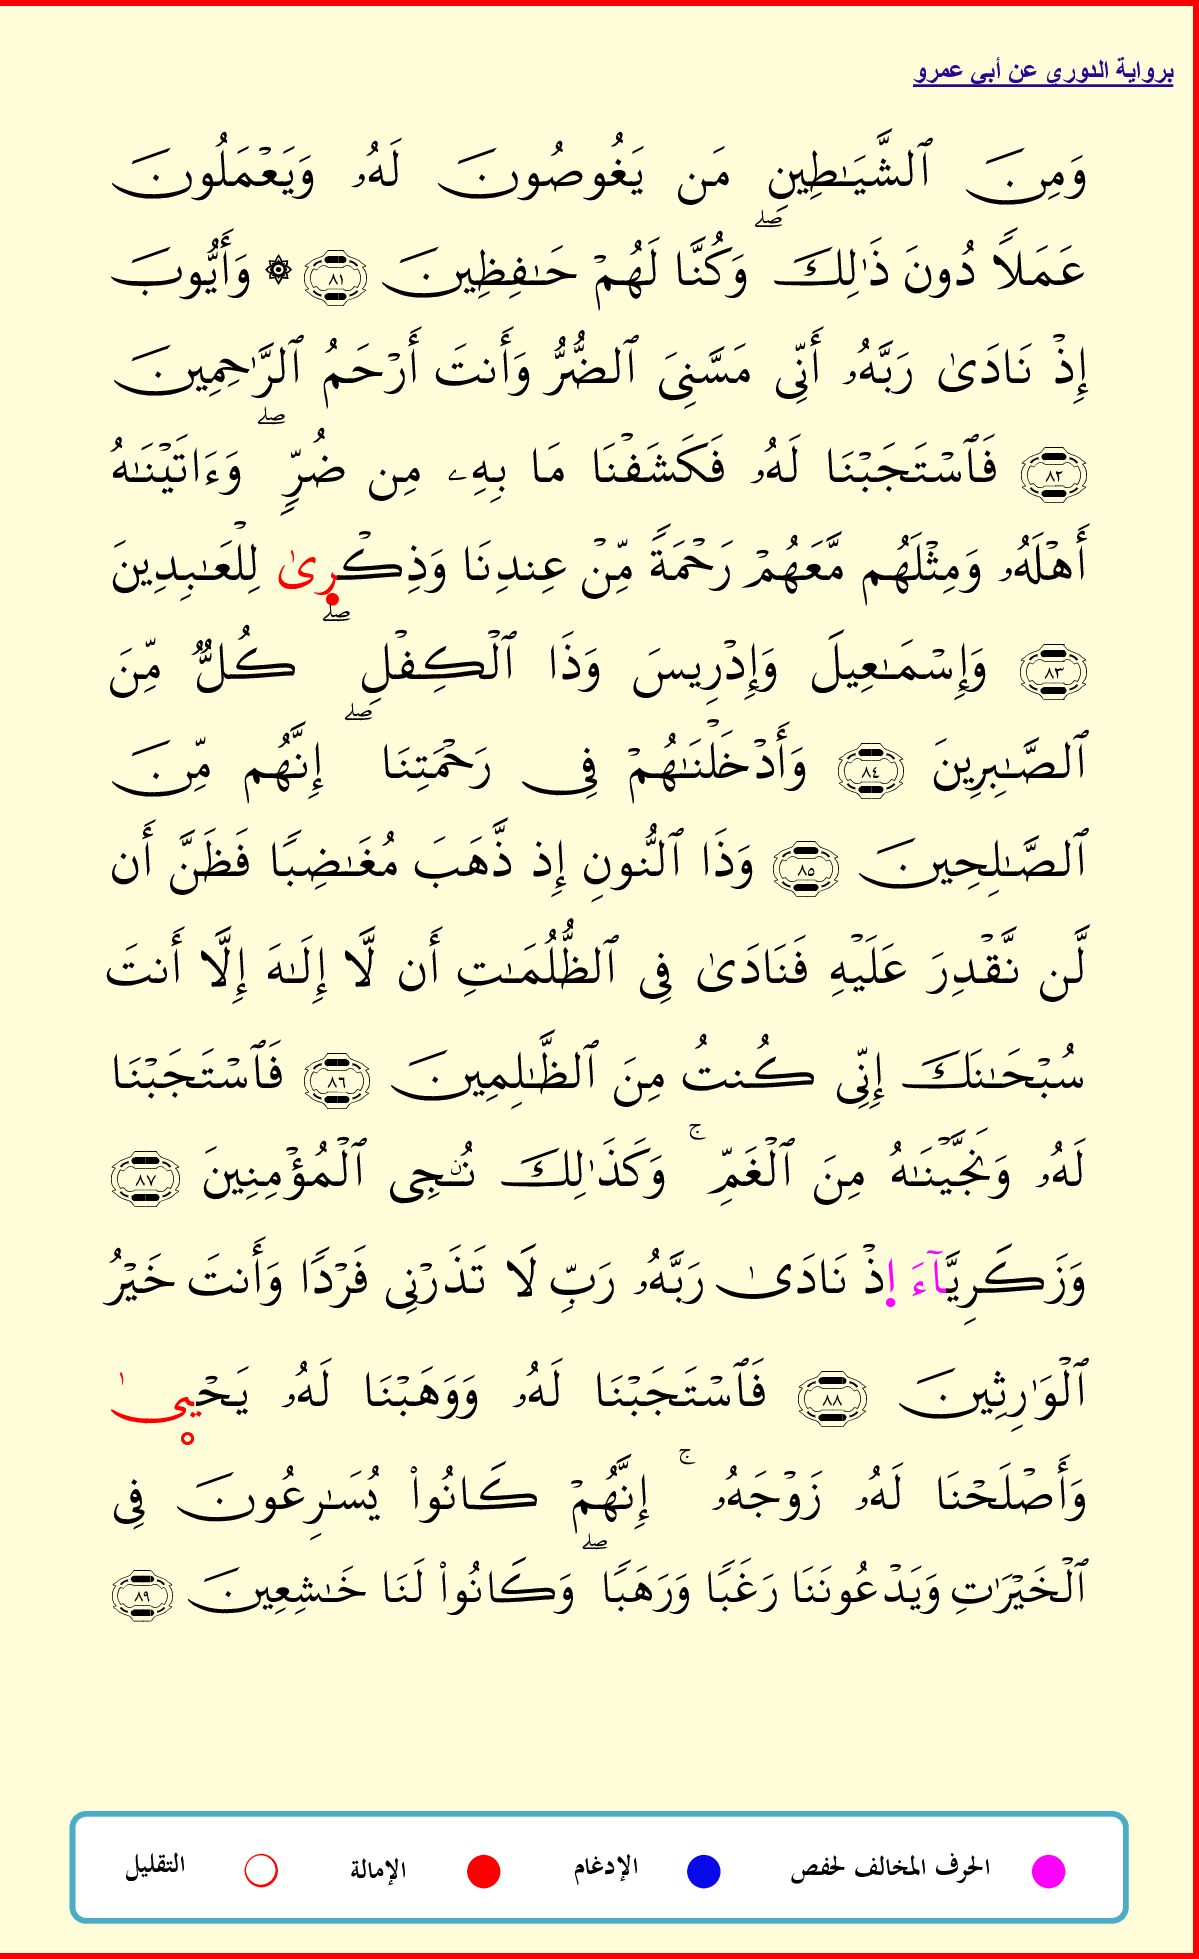 برواية الدوري عن أبي عمرو
وَمِنَ ٱلشَّيَـٰطِينِ مَن يَغُوصُونَ لَهُۥ وَيَعۡمَلُونَ
عَمَلاً دُونَ ذَٰلِكَۖ وَكُنَّا لَهُمۡ حَـٰفِظِينَ ٨١ ۞ وَأَيُّوبَ
إِذۡ نَادَىٰ رَبَّهُۥ أَنِّى مَسَّنِىَ ٱلضُّرُّ وَأَنتَ أَرۡحَمُ ٱلرَّٰحِمِينَ
٨٢ فَٱسۡتَجَبۡنَا لَهُۥ فَكَشَفۡنَا مَا بِهِۦ مِن ضُرٍّۖ وَءَاتَيۡنَـٰهُ
أَهۡلَهُۥ وَمِثۡلَهُم مَّعَهُمۡ رَحۡمَةً مِّنۡ عِندِنَا وَذِكۡرِىٰ لِلۡعَـٰبِدِينَ
٨٣ وَإِسۡمَـٰعِيلَ وَإِدۡرِيسَ وَذَا ٱلۡكِفۡلِۖ كُلٌّ مِّنَ
ٱلصَّـٰبِرِينَ ٨٤ وَأَدۡخَلۡنَـٰهُمۡ فِى رَحۡمَتِنَاۖ إِنَّهُم مِّنَ
ٱلصَّـٰلِحِينَ ٨٥ وَذَا ٱلنُّونِ إِذ ذَّهَبَ مُغَـٰضِبًا فَظَنَّ أَن
لَّن نَّقۡدِرَ عَلَيۡهِ فَنَادَىٰ فِى ٱلظُّلُمَـٰتِ أَن لَّا إِلَـٰهَ إِلَّا أَنتَ
سُبۡحَـٰنَكَ إِنِّى كُنتُ مِنَ ٱلظَّـٰلِمِينَ ٨٦ فَٱسۡتَجَبۡنَا
لَهُۥ وَنَجَّيۡنَـٰهُ مِنَ ٱلۡغَمِّۚ وَكَذَٰلِكَ نُـۨجِى ٱلۡمُؤۡمِنِينَ ٨٧
وَزَكَرِيَّآءَ إِذۡ نَادَىٰ رَبَّهُۥ رَبِّ لَا تَذَرۡنِى فَرۡدًا وَأَنتَ خَيۡرُ
ٱلۡوَٰرِثِينَ ٨٨ فَٱسۡتَجَبۡنَا لَهُۥ وَوَهَبۡنَا لَهُۥ يَحۡيىٰ
وَأَصۡلَحۡنَا لَهُۥ زَوۡجَهُۥۚ إِنَّهُمۡ كَانُواْ يُسَـٰرِعُونَ فِى
ٱلۡخَيۡرَٰتِ وَيَدۡعُونَنَا رَغَبًا وَرَهَبًاۖ وَكَانُواْ لَنَا خَـٰشِعِينَ ٨٩
الحرف المخالف لحفص الإدغام الإمالة التقليل